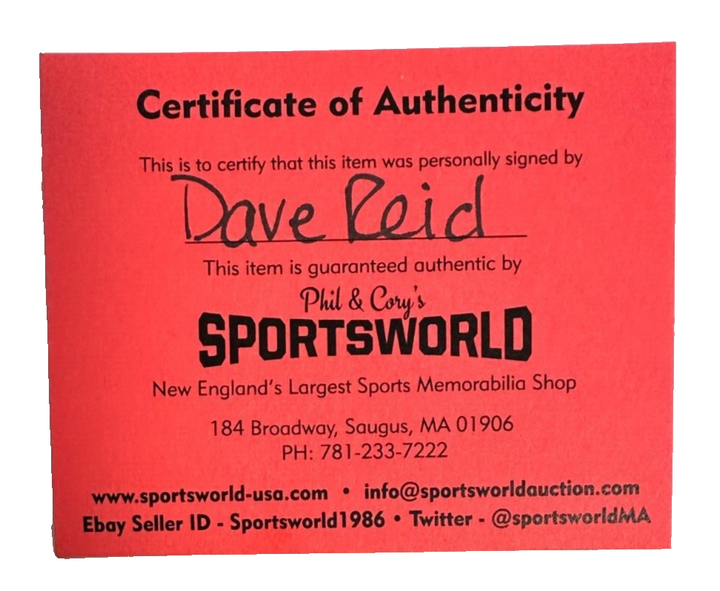 Certificate of Authenticity
This is to certify that this item was personally signed by
Dave Reid
This item is guaranteed authentic by
Phil & Cory's
SPORTSWORLD
New England's Largest Sports Memorabilia Shop
184 Broadway, Saugus, MA 01906
PH: 781-233-7222
www.sportsworld-usa.com • info@sportsworldauction.com
Ebay Seller ID - Sportsworld1986 • Twitter - @sportsworldMA